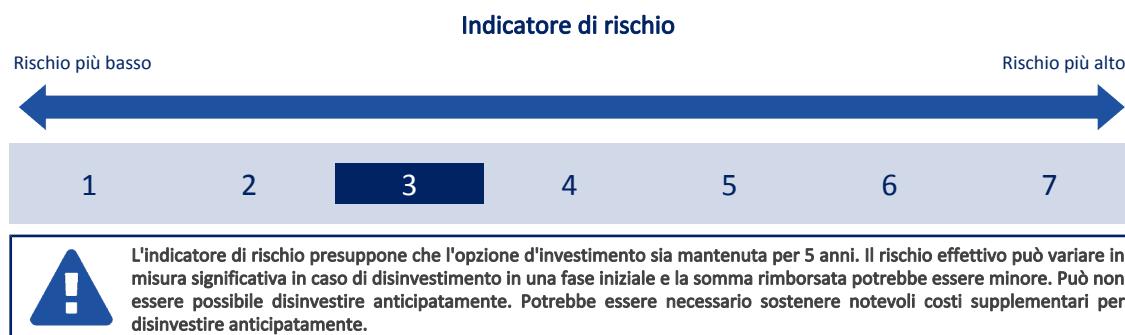 Indicatore di rischio
Rischio più basso Rischio più alto
1 2 3 4 5 6 7
L'indicatore di rischio presuppone che l'opzione d'investimento sia mantenuta per 5 anni. Il rischio effettivo può variare in
misura significativa in caso di disinvestimento in una fase iniziale e la somma rimborsata potrebbe essere minore. Può non
essere possibile disinvestire anticipatamente. Potrebbe essere necessario sostenere notevoli costi supplementari per
disinvestire anticipatamente.